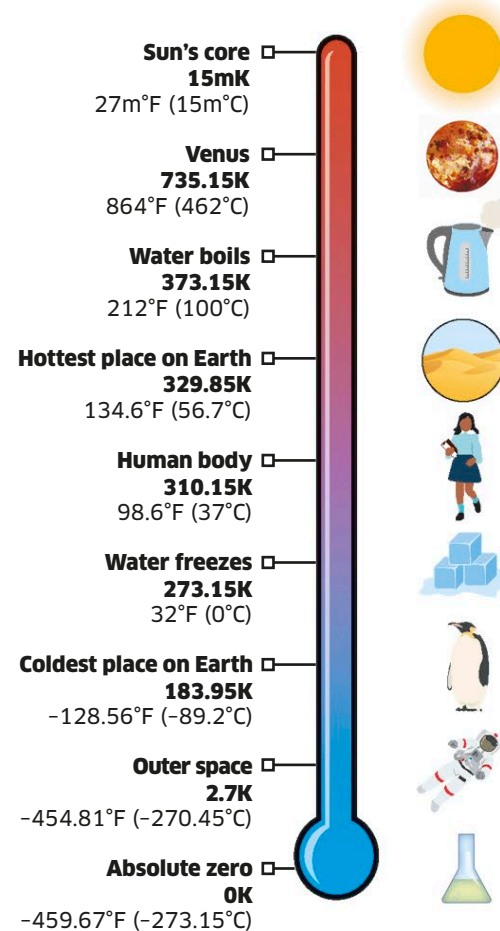 Sun's core
15mK
27m°F (15m°C)
Venus
735.15K
864°F (462°C)
Water boils
373.15K
212°F (100°C)
Hottest place on Earth
329.85K
134.6°F (56.7°C)
Human body
310.15K
98.6°F (37°C)
Water freezes
273.15K
32°F (0°C)
Coldest place on Earth
183.95K
–128.56°F (–89.2°C)
Outer space
2.7K
–454.81°F (–270.45°C)
Absolute zero
0K
–459.67°F (–273.15°C)